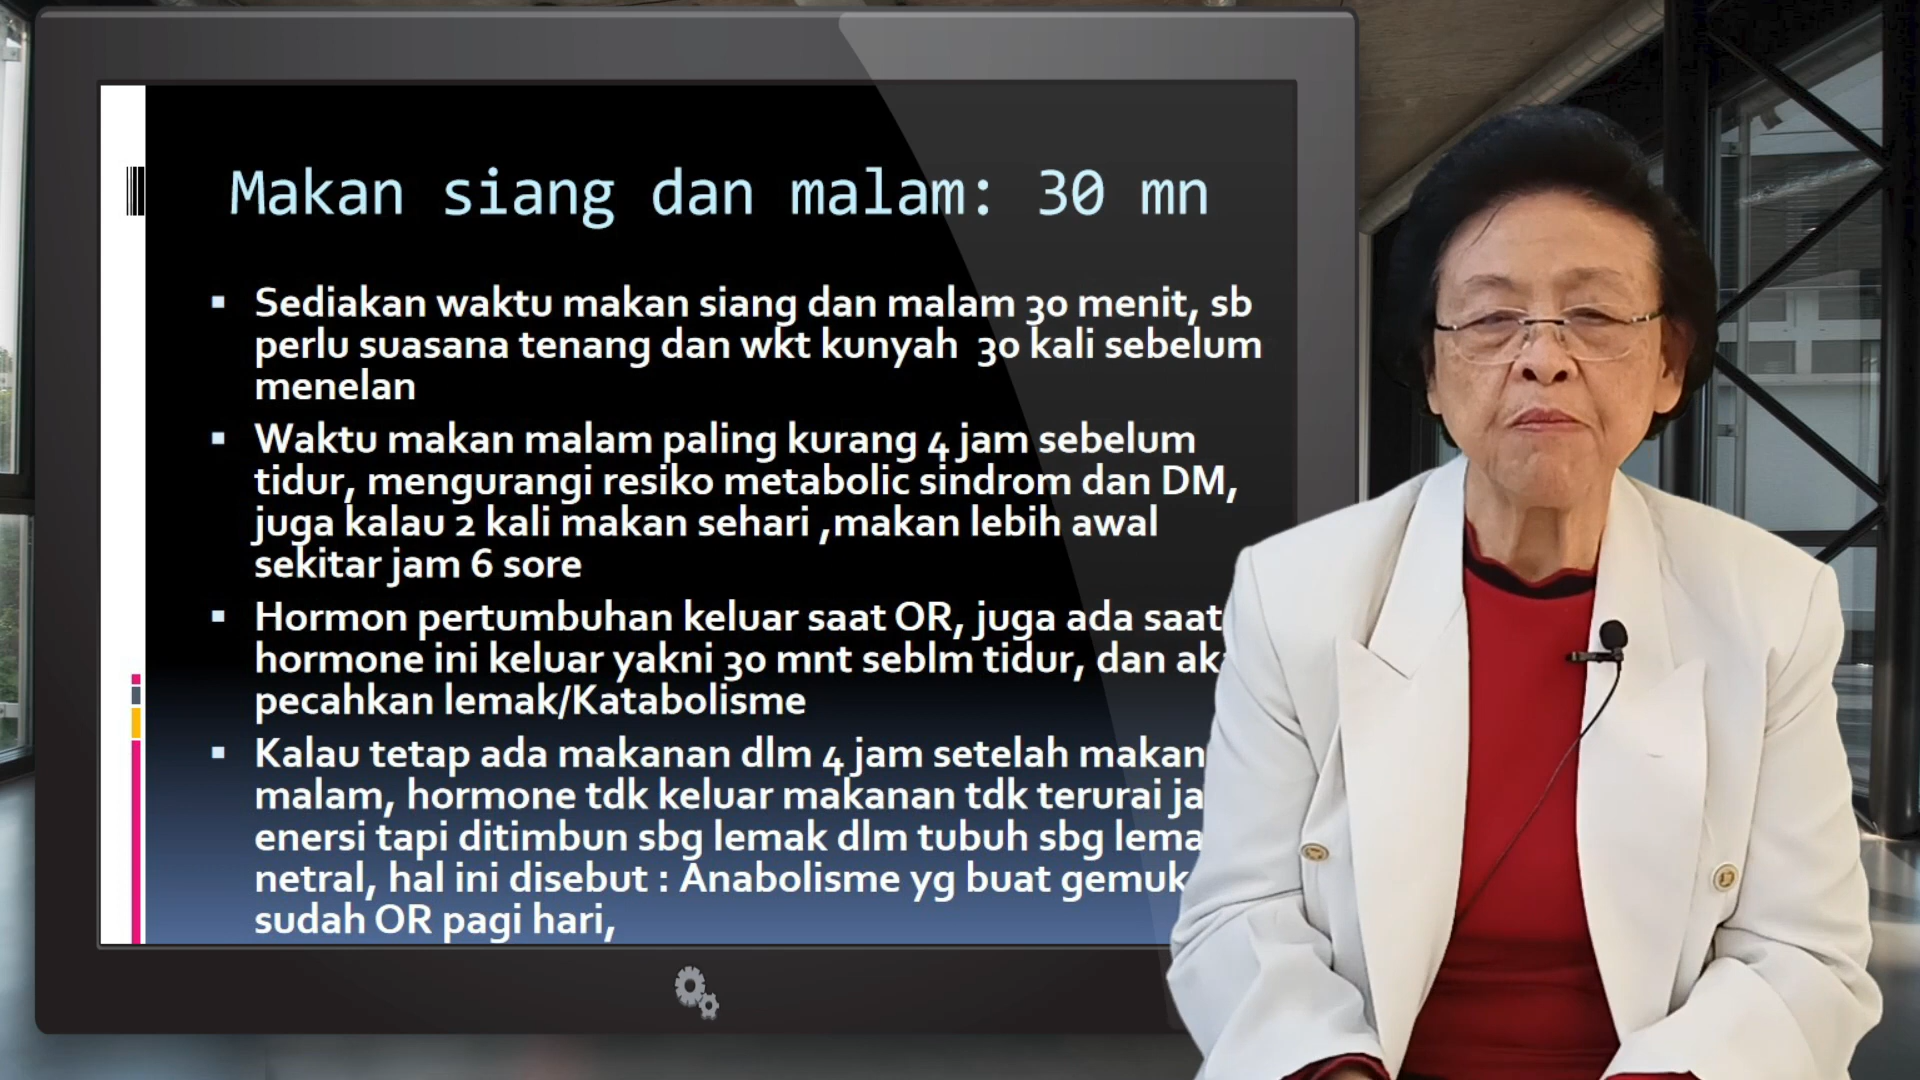 Makan siang dan malam: 30 mn
Sediakan waktu makan siang dan malam 30 menit, sb
perlu suasana tenang dan wkt kunyah 30 kali sebelum
menelan
Waktu makan malam paling kurang 4 jam sebelum
tidur, mengurangi resiko metabolic sindrom dan DM,
juga kalau 2 kali makan sehari ,makan lebih awal
sekitar jam 6 sore
Hormon pertumbuhan keluar saat OR, juga ada saat
hormone ini keluar yakni 30 mnt seblm tidur, dan
pecahkan lemak/Katabolisme
Kalau tetap ada makanan dlm 4 jam setelah makan
malam, hormone tdk keluar makanan tdk terurai
enersi tapi ditimbun sbg lemak dlm tubuh sbg
netral, hal ini disebut : Anabolisme yg buat gemuk
sudah OR pagi hari,